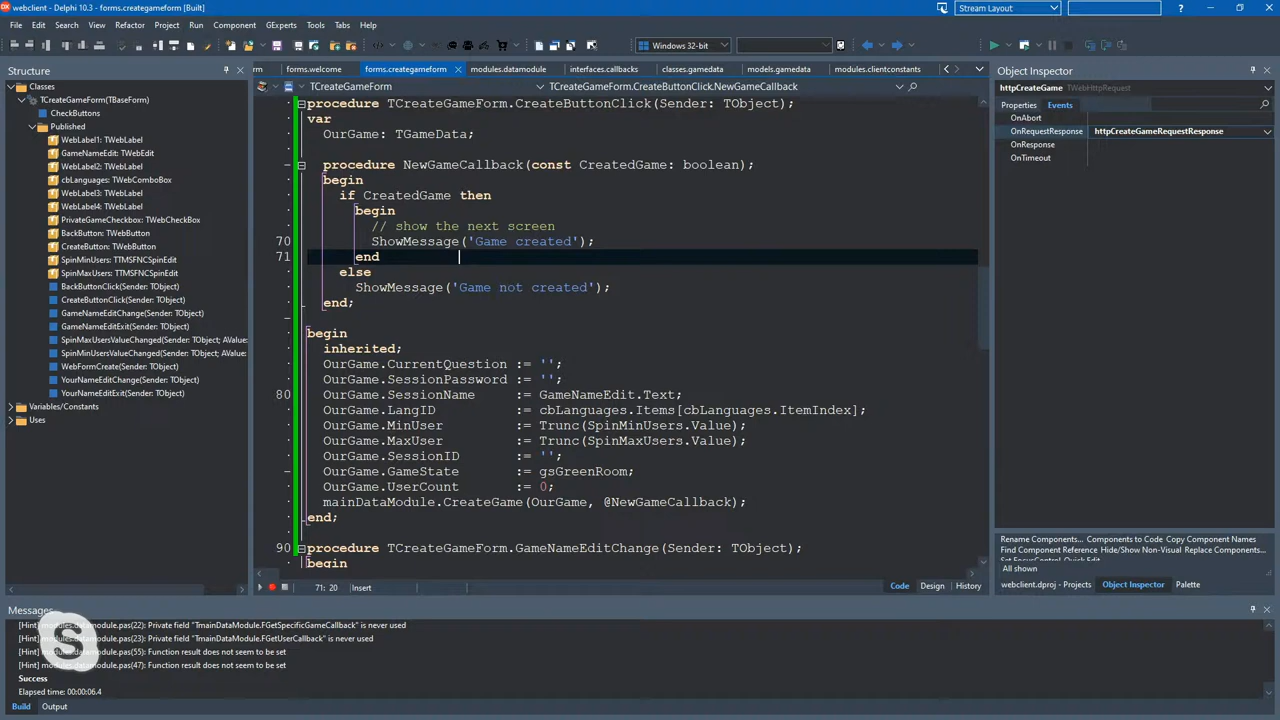 webclient - Delphi 10.3 - forms.creategameform [Built]
Stream Layout
File Edit Search View Refactor Project Run Component GExperts Tools Tabs Help
Windows 32-bit
Structure
Classes
TCreateGameForm(TBaseForm)
CheckButtons
Published
WebLabel1: TWebLabel
GameNameEdit: TWebEdit
WebLabel2: TWebLabel
cbLanguages: TWebComboBox
WebLabel3: TWebLabel
WebLabel4: TWebLabel
PrivateGameCheckbox: TWebCheckBox
BackButton: TWebButton
CreateButton: TWebButton
SpinMinUsers: TTMSFNCSpinEdit
SpinMaxUsers: TTMSFNCSpinEdit
BackButtonClick(Sender: TObject)
CreateButtonClick(Sender: TObject)
GameNameEditChange(Sender: TObject)
GameNameEditExit(Sender: TObject)
SpinMaxUsersValueChanged(Sender: TObject; AValue:
SpinMinUsersValueChanged(Sender: TObject; AValue:
WebFormCreate(Sender: TObject)
YourNameEditChange(Sender: TObject)
YourNameEditExit(Sender: TObject)
Variables/Constants
Uses
rm forms.welcome forms.creategameform modules.datamodule interfaces.callbacks classes.gamedata models.gamedata modules.clientconstants
TCreateGameForm TCreateGameForm.CreateButtonClick.NewGameCallback
procedure TCreateGameForm.CreateButtonClick(Sender: TObject);
var
OurGame: TGameData;
procedure NewGameCallback(const CreatedGame: boolean);
begin
if CreatedGame then
begin
// show the next screen
70 ShowMessage('Game created');
71 end
else
ShowMessage('Game not created');
end;
begin
inherited;
OurGame.CurrentQuestion := '';
OurGame.SessionPassword := '';
80 OurGame.SessionName := GameNameEdit.Text;
OurGame.LangID := cbLanguages.Items[cbLanguages.ItemIndex];
OurGame.MinUser := Trunc(SpinMinUsers.Value);
OurGame.MaxUser := Trunc(SpinMaxUsers.Value);
OurGame.SessionID := '';
OurGame.GameState := gsGreenRoom;
OurGame.UserCount := 0;
mainDataModule.CreateGame(OurGame, @NewGameCallback);
end;
90 procedure TCreateGameForm.GameNameEditChange(Sender: TObject);
begin
71: 20 Insert
Code Design History
Object Inspector
httpCreateGame TWebHttpRequest
Properties Events
OnAbort
OnRequestResponse httpCreateGameRequestResponse
OnResponse
OnTimeout
Rename Components... Components to Code Copy Component Names
Find Component Reference Hide/Show Non-Visual Replace Components...
Set FocusControl Quick Edit
All shown
webclient.dproj - Projects Object Inspector Palette
Messages
[Hint] modules.datamodule.pas(22): Private field "TmainDataModule.FGetSpecificGameCallback" is never used
[Hint] modules.datamodule.pas(23): Private field "TmainDataModule.FGetUserCallback" is never used
[Hint] modules.datamodule.pas(55): Function result does not seem to be set
[Hint] modules.datamodule.pas(47): Function result does not seem to be set
Success
Elapsed time: 00:00:06.4
Build Output